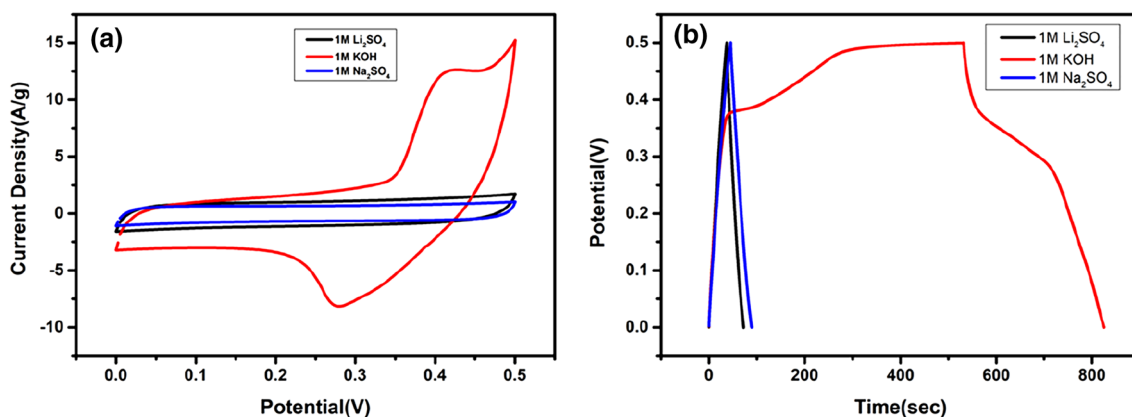 (a)
1M Li₂SO₄
1M KOH
1M Na₂SO₄
Current Density(A/g)
15
10
5
0
-5
-10
0.0 0.1 0.2 0.3 0.4 0.5
Potential(V)
(b)
1M Li₂SO₄
1M KOH
1M Na₂SO₄
Potential(V)
0.5
0.4
0.3
0.5
0.1
0.0
0 200 400 600 800
Time(sec)